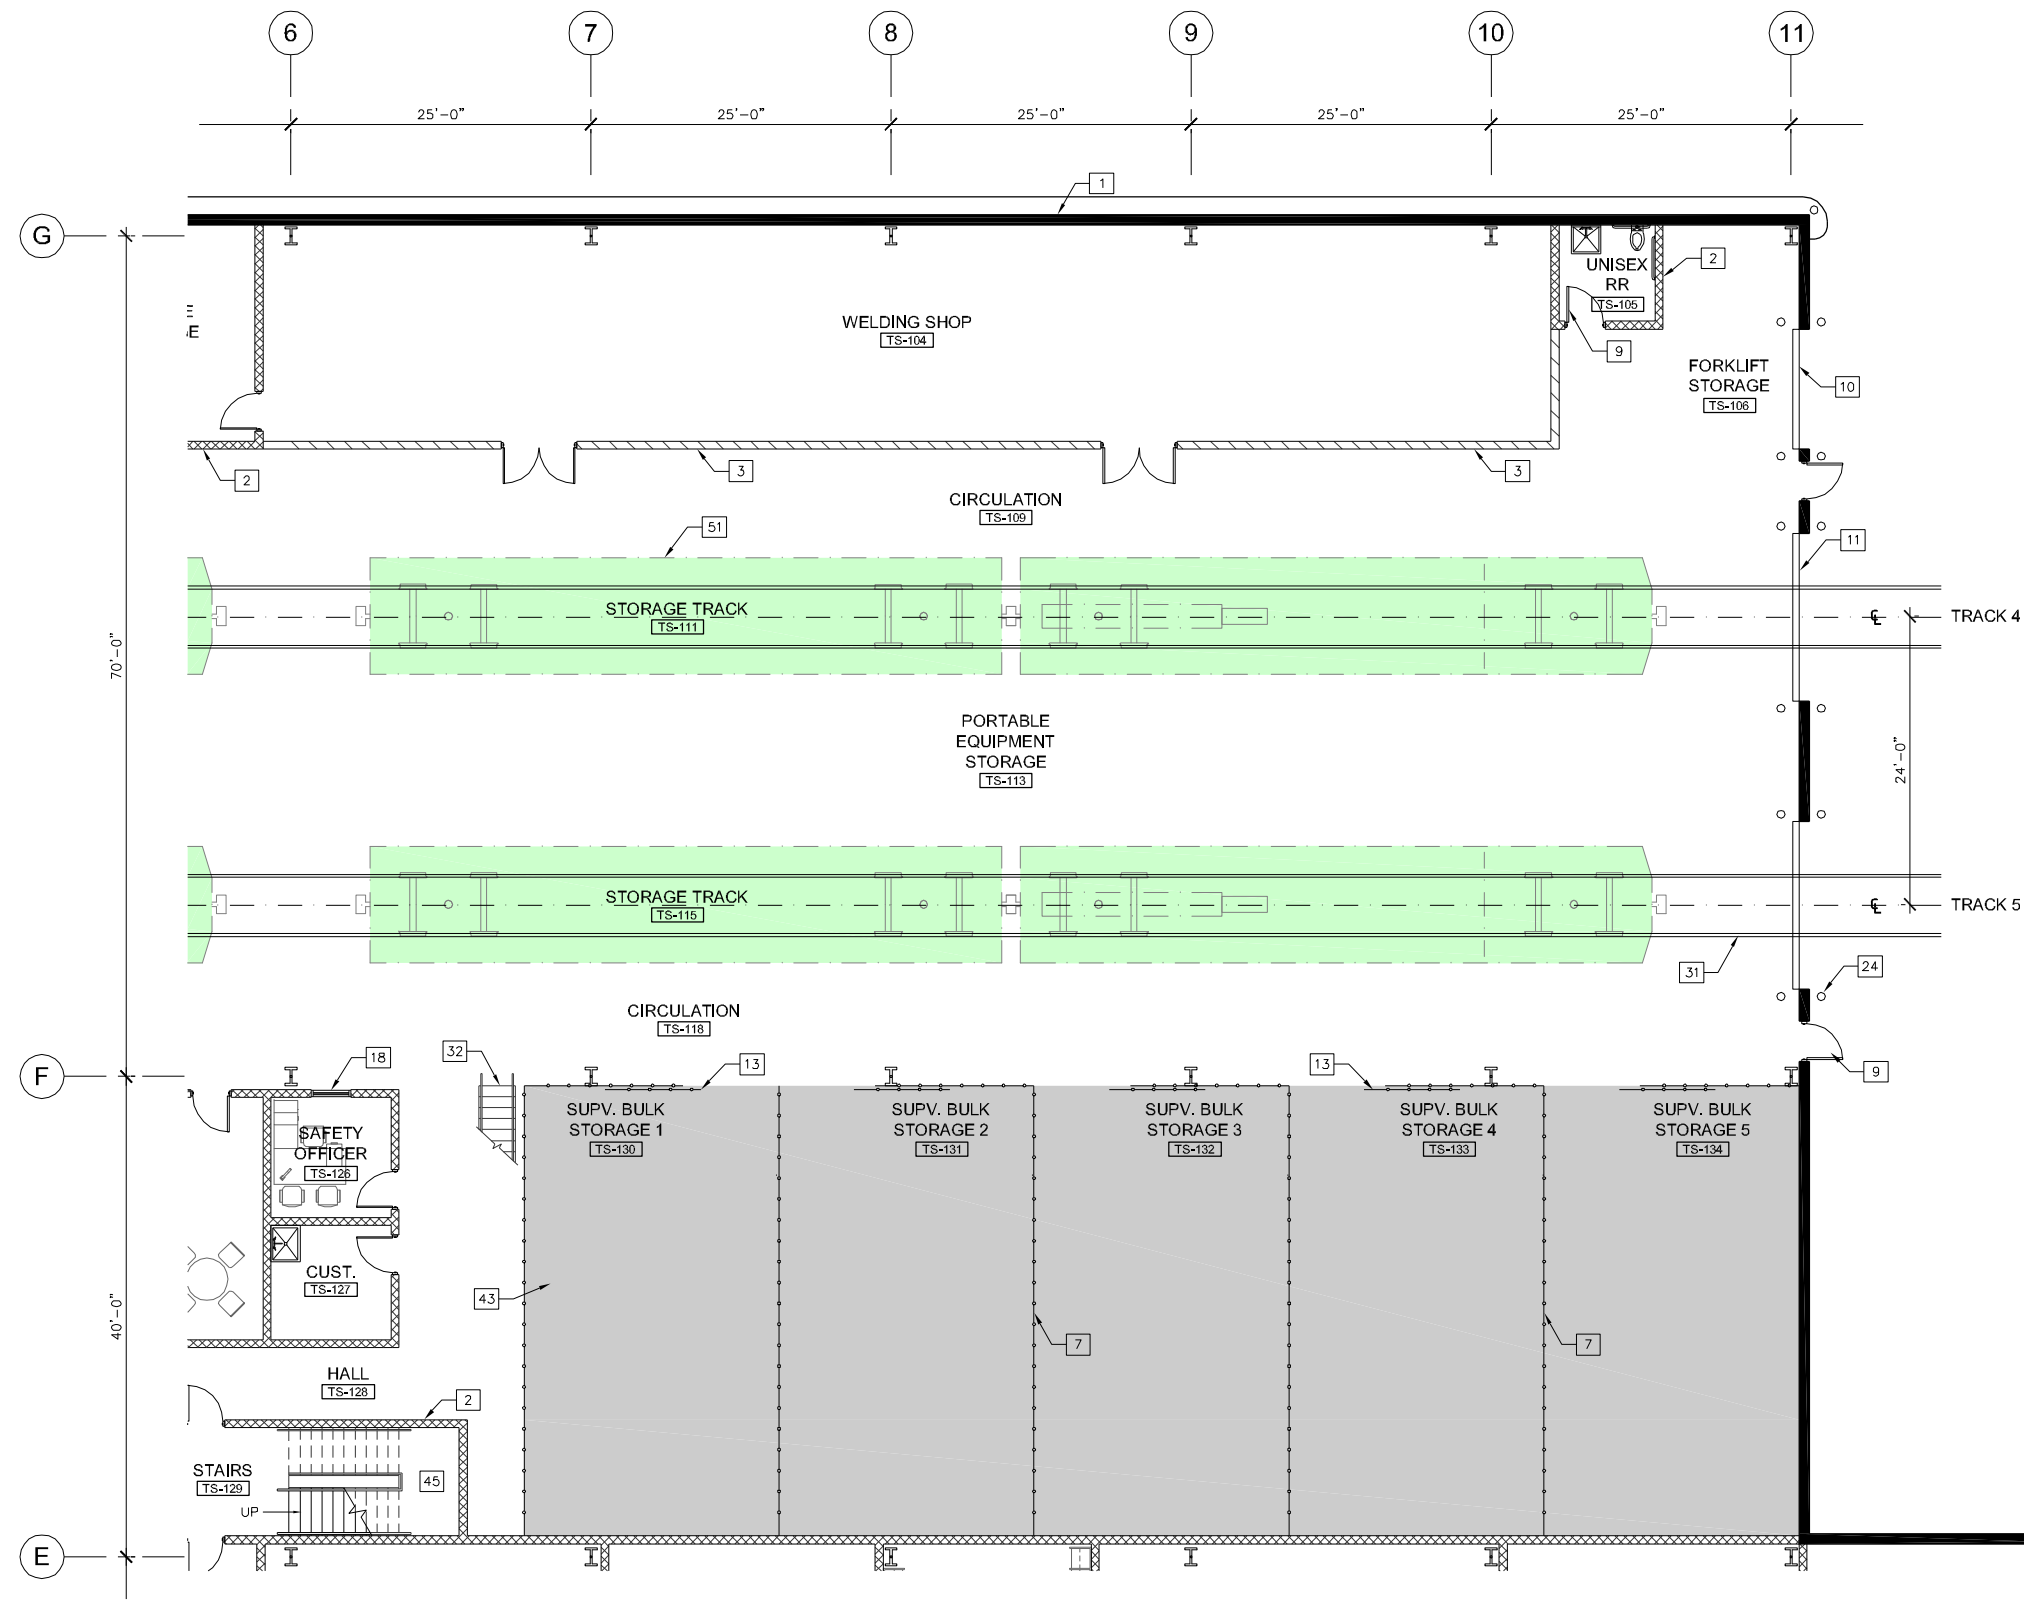 6
7
8
9
10
11
25'-0"
25'-0"
25'-0"
25'-0"
25'-0"
1
G
2
UNISEX
RR
TS-105
WELDING SHOP
TS-104
9
FORKLIFT
STORAGE
TS-106
10
E
2
3
3
CIRCULATION
TS-109
51
11
STORAGE TRACK
TS-111
℄
TRACK 4
70'-0"
PORTABLE
EQUIPMENT
STORAGE
TS-113
24'-0"
STORAGE TRACK
TS-115
℄
TRACK 5
31
24
CIRCULATION
TS-118
F
18
32
13
13
9
SUPV. BULK
STORAGE 1
TS-130
SUPV. BULK
STORAGE 2
TS-131
SUPV. BULK
STORAGE 3
TS-132
SUPV. BULK
STORAGE 4
TS-133
SUPV. BULK
STORAGE 5
TS-134
SAFETY
OFFICER
TS-126
CUST.
TS-127
43
40'-0"
7
7
HALL
TS-128
2
STAIRS
TS-129
45
UP
E